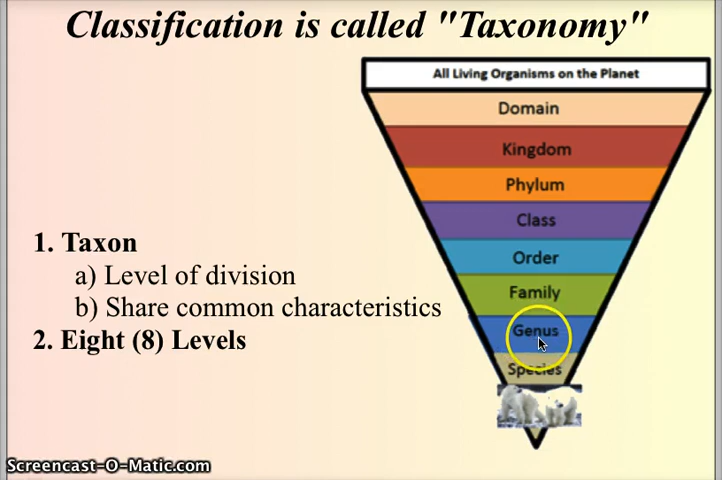 Classification is called "Taxonomy"
All Living Organisms on the Planet
Domain
Kingdom
Phylum
Class
Order
Family
Genus
Species
1. Taxon
a) Level of division
b) Share common characteristics
2. Eight (8) Levels
Screencast-O-Matic.com